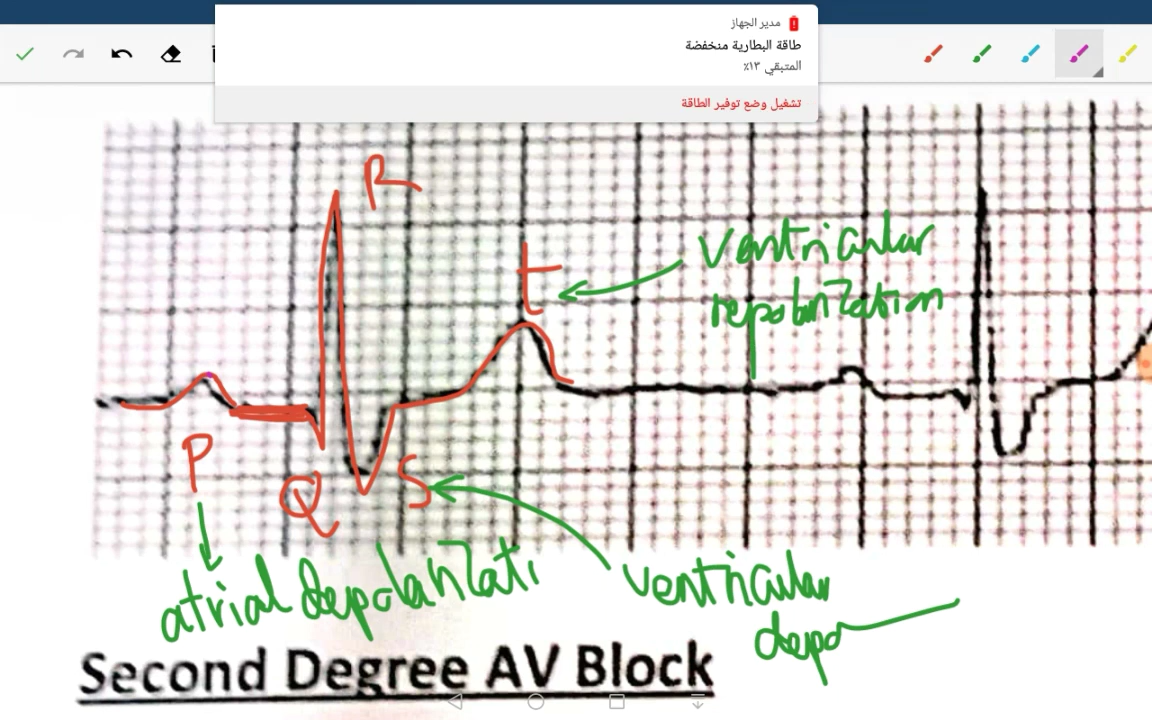 مدير الجهاز
طاقة البطارية منخفضة
المتبقي ١٣٪
تشغيل وضع توفير الطاقة
R
t
ventricular
repolarization
P
Q
S
atrial depolarizati
ventricular
depo
Second Degree AV Block